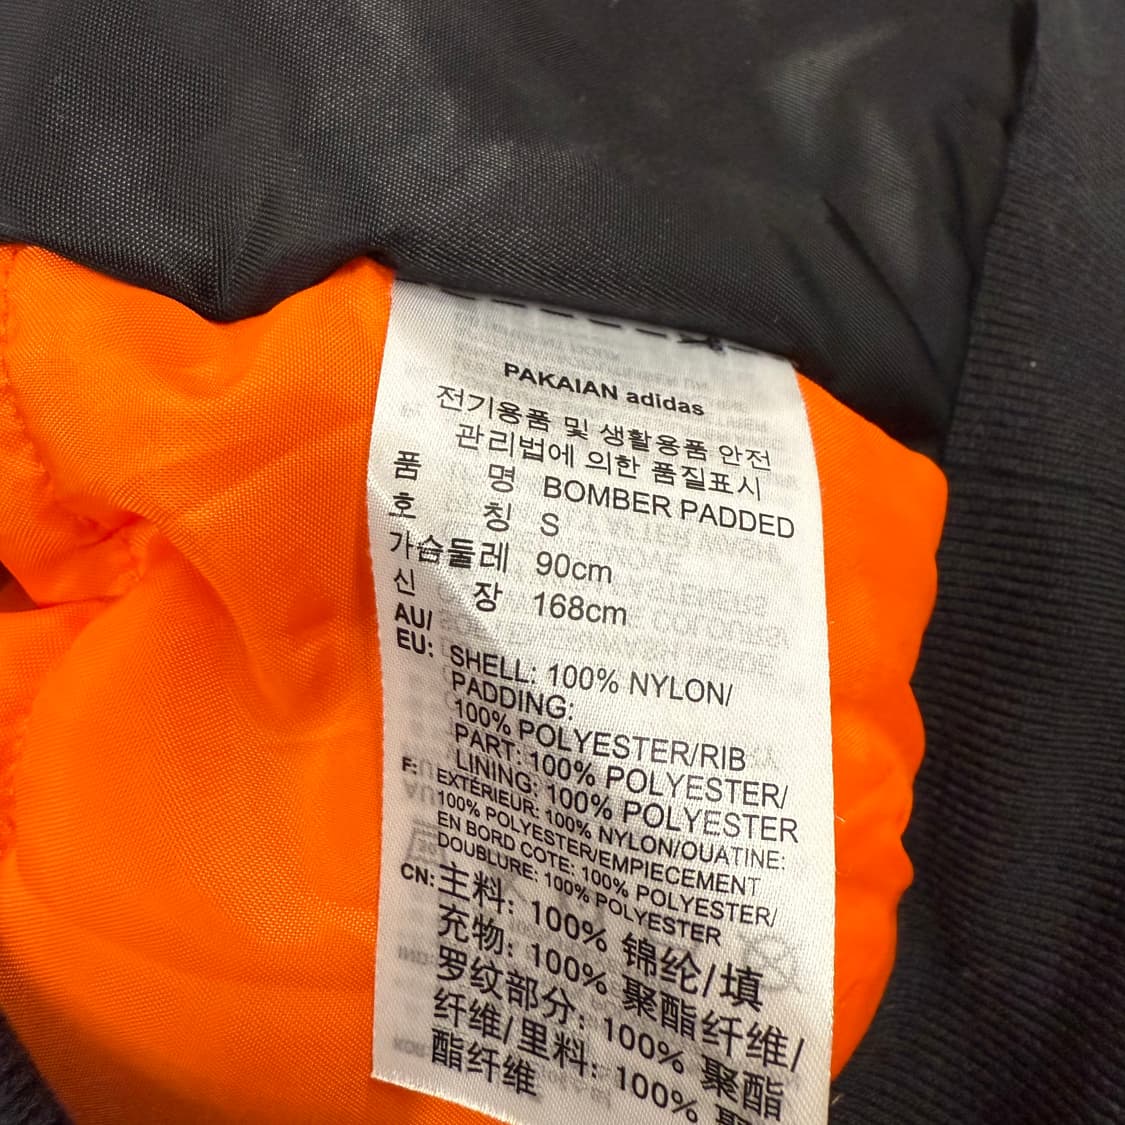 PAKAIAN adidas
전기용품 및 생활용품 안전
관리법에 의한 품질표시
품 명 BOMBER PADDED
호 칭 S
가슴둘레 90cm
신 장 168cm
AU/
EU: SHELL: 100% NYLON/
PADDING:
100% POLYESTER/RIB
PART: 100% POLYESTER/
LINING: 100% POLYESTER
F: EXTÉRIEUR: 100% NYLON/OUATINE:
100% POLYESTER/EMPIECEMENT
EN BORD COTE: 100% POLYESTER/
DOUBLURE: 100% POLYESTER
CN: 主料: 100% 锦纶/填
充物: 100% 聚酯纤维/
罗纹部分: 100% 聚酯
纤维/里料: 100% 聚
酯纤维